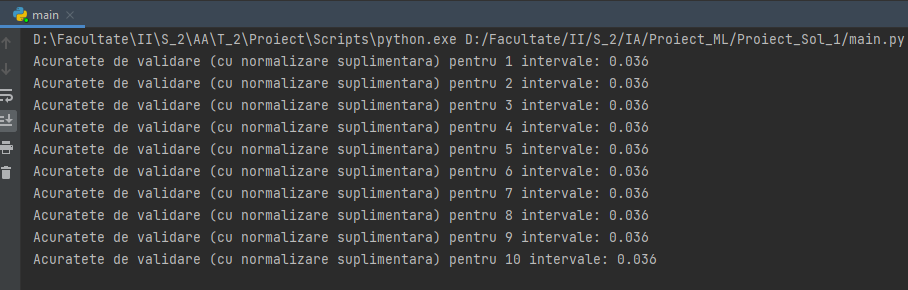 main
D:\Facultate\II\S_2\AA\T_2\Proiect\Scripts\python.exe D:/Facultate/II/S_2/IA/Proiect_ML/Proiect_Sol_1/main.py
Acuratete de validare (cu normalizare suplimentara) pentru 1 intervale: 0.036
Acuratete de validare (cu normalizare suplimentara) pentru 2 intervale: 0.036
Acuratete de validare (cu normalizare suplimentara) pentru 3 intervale: 0.036
Acuratete de validare (cu normalizare suplimentara) pentru 4 intervale: 0.036
Acuratete de validare (cu normalizare suplimentara) pentru 5 intervale: 0.036
Acuratete de validare (cu normalizare suplimentara) pentru 6 intervale: 0.036
Acuratete de validare (cu normalizare suplimentara) pentru 7 intervale: 0.036
Acuratete de validare (cu normalizare suplimentara) pentru 8 intervale: 0.036
Acuratete de validare (cu normalizare suplimentara) pentru 9 intervale: 0.036
Acuratete de validare (cu normalizare suplimentara) pentru 10 intervale: 0.036